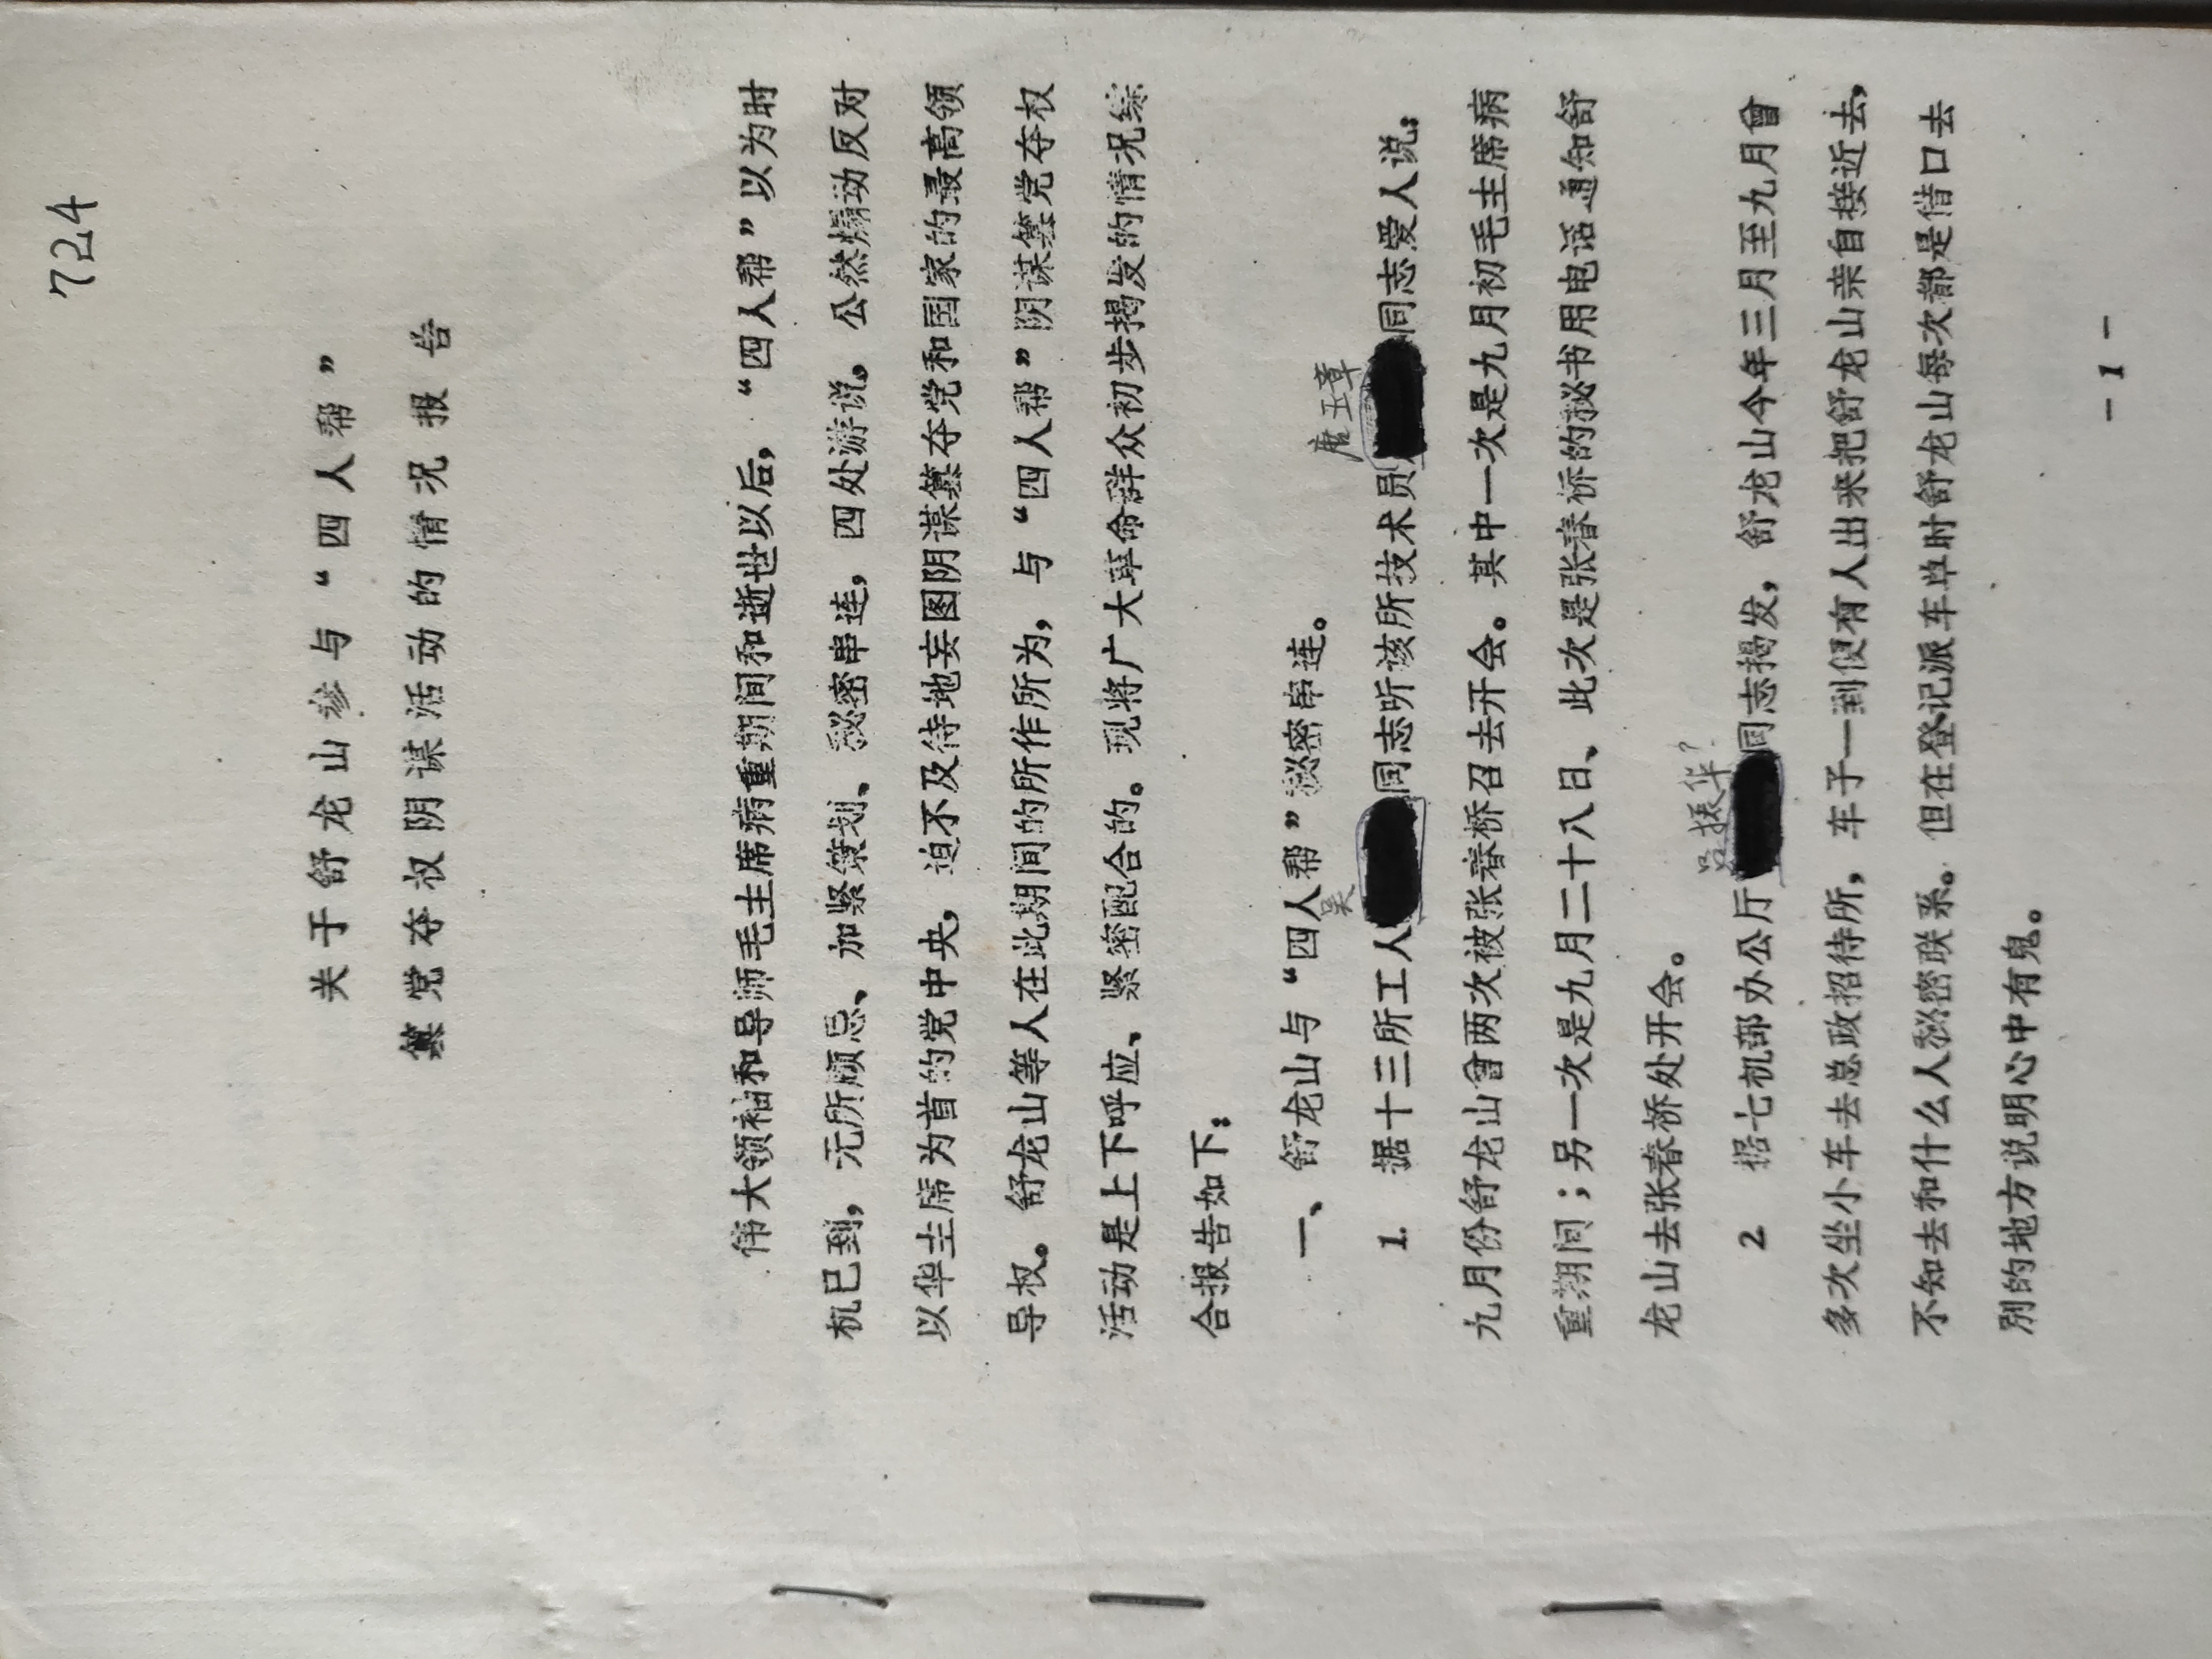 724
关于舒龙山参与“四人帮”
篡党夺权阴谋活动的情况报告
伟大领袖和导师毛主席病重期间和逝世以后，“四人帮”以为时
机已到，无所顾忌、加紧策划、秘密串连，四处游说，公然煽动反对
以华主席为首的党中央，迫不及待地妄图阴谋篡夺党和国家的最高领
导权。舒龙山等人在此期间的所作所为，与“四人帮”阴谋篡党夺权
活动是上下呼应、紧密配合的。现将广大革命群众初步揭发的情况综
合报告如下：
一、舒龙山与“四人帮”秘密串连。
吴 唐玉章
1. 据十三所工人同志听该所技术员同志爱人说：
九月份舒龙山曾两次被张春桥召去开会。其中一次是九月初毛主席病
重期间；另一次是九月二十八日、此次是张春桥的秘书用电话通知舒
龙山去张春桥处开会。
吕振华？
2 据七机部办公厅同志揭发，舒龙山今年三月至九月曾
多次坐小车去总政招待所，车子一到便有人出来把舒龙山亲自接近去，
不知去和什么人秘密联系。但在登记派车单时舒龙山每次都是借口去
别的地方说明心中有鬼。
－1－